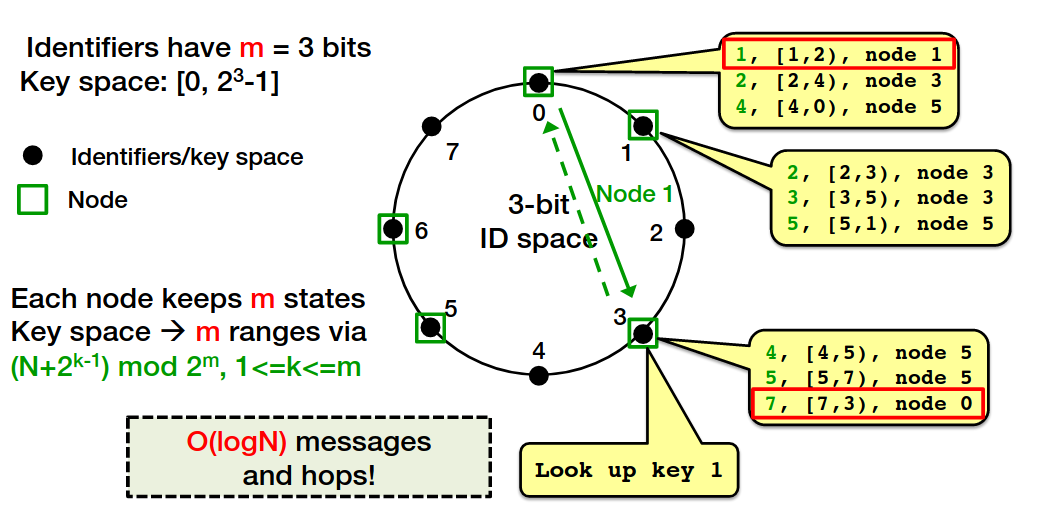 Identifiers have m = 3 bits
Key space: [0, 2³-1]
Identifiers/key space
Node
Each node keeps m states
Key space → m ranges via
(N+2ᵏ⁻¹) mod 2ᵐ, 1<=k<=m
O(logN) messages
and hops!
0
1
2
3
4
5
6
7
3-bit
ID space
Node 1
1, [1,2), node 1
2, [2,4), node 3
4, [4,0), node 5
2, [2,3), node 3
3, [3,5), node 3
5, [5,1), node 5
4, [4,5), node 5
5, [5,7), node 5
7, [7,3), node 0
Look up key 1